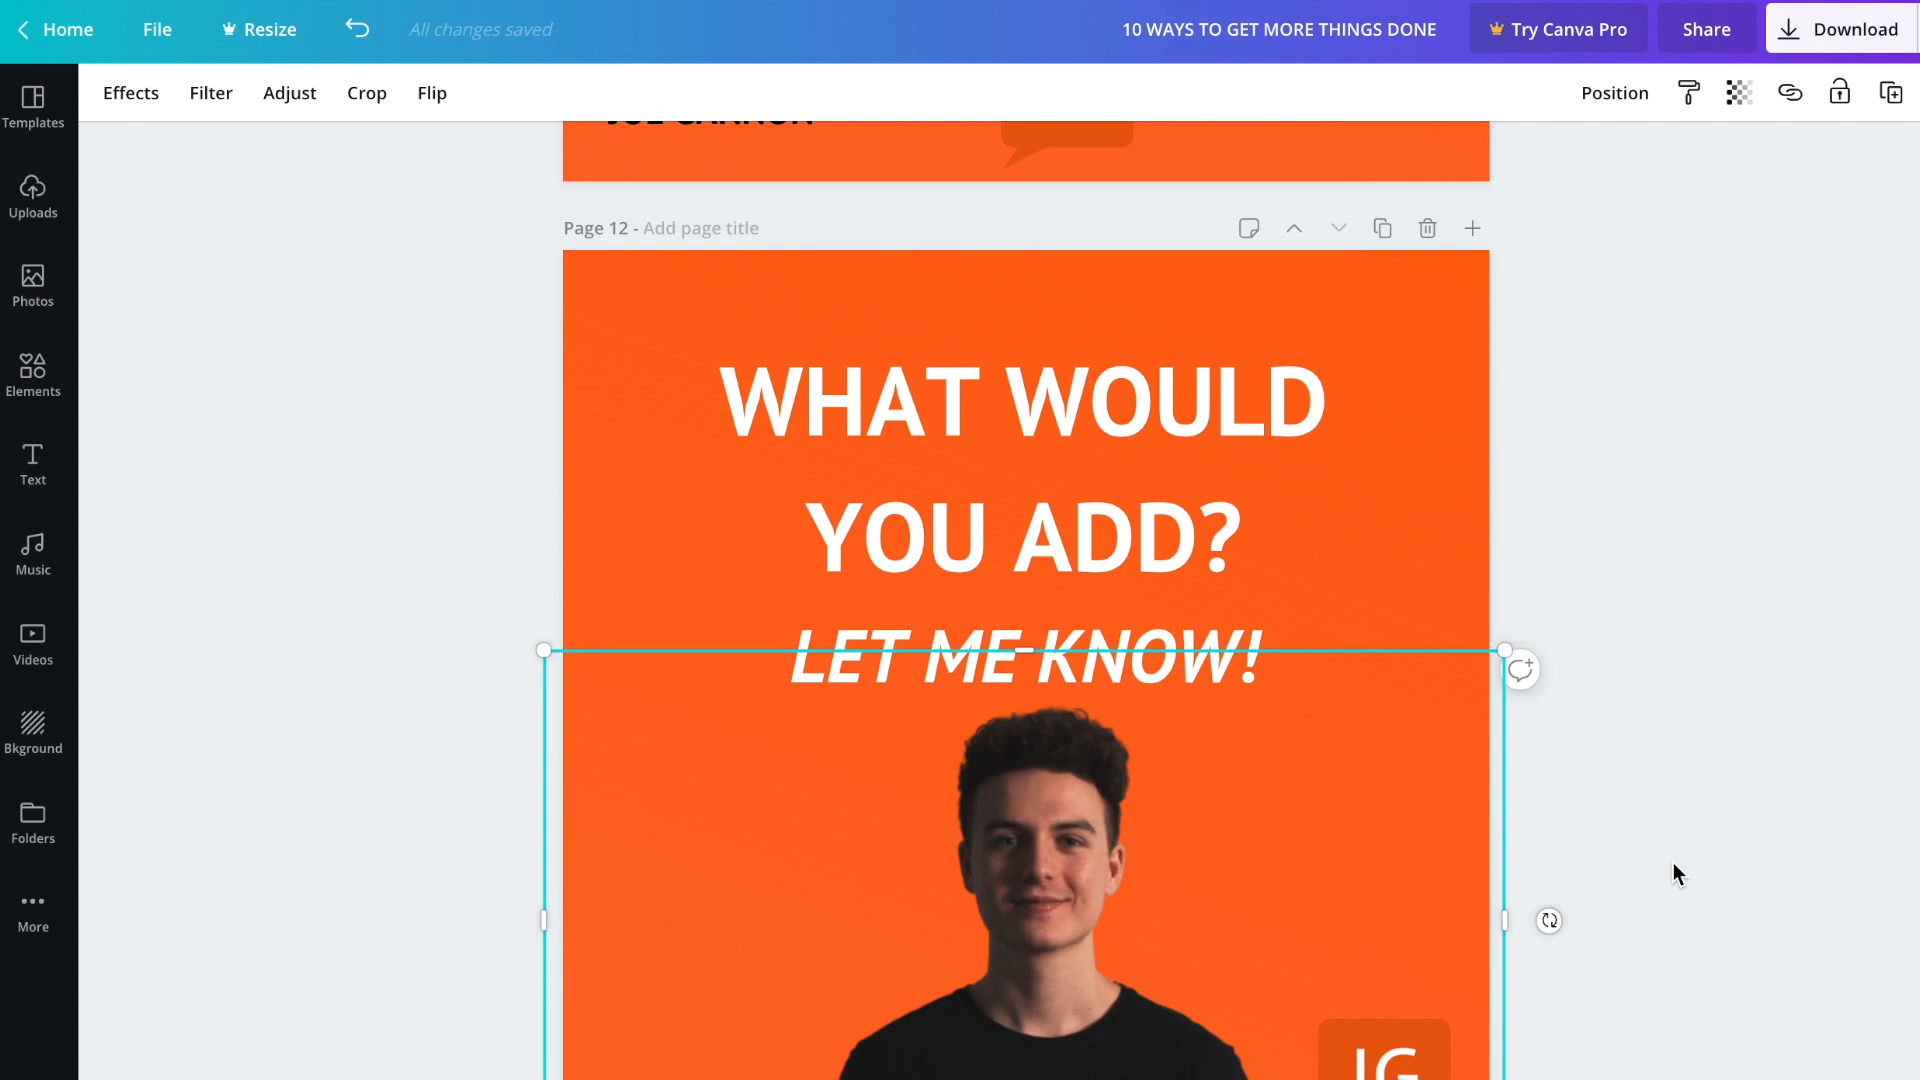 Home File Resize All changes saved 10 WAYS TO GET MORE THINGS DONE Try Canva Pro Share Download
Effects Filter Adjust Crop Flip Position
Templates
Uploads
Photos
Elements
Text
Music
Videos
Bkground
Folders
More
Page 12 - Add page title
WHAT WOULD
YOU ADD?
LET ME KNOW!